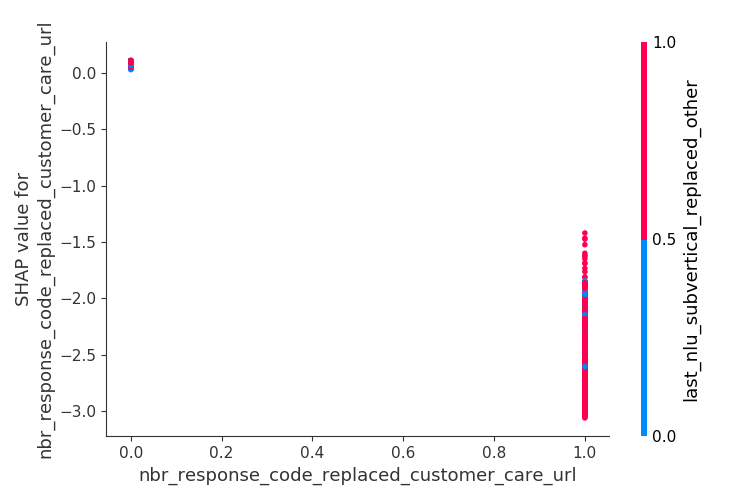 SHAP value for
nbr_response_code_replaced_customer_care_url
0.0
−0.5
−1.0
−1.5
−2.0
−2.5
−3.0
0.0 0.2 0.4 0.6 0.8 1.0
nbr_response_code_replaced_customer_care_url
1.0
0.5
0.0
last_nlu_subvertical_replaced_other